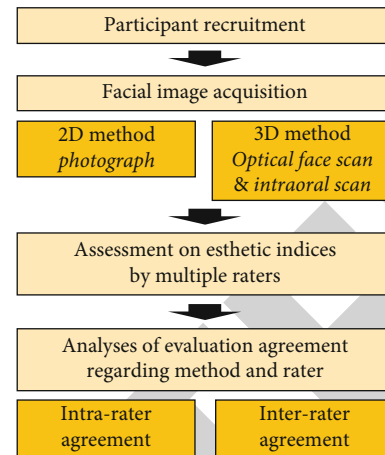 Participant recruitment
Facial image acquisition
2D method
photograph
3D method
Optical face scan
& intraoral scan
Assessment on esthetic indices
by multiple raters
Analyses of evaluation agreement
regarding method and rater
Intra-rater
agreement
Inter-rater
agreement